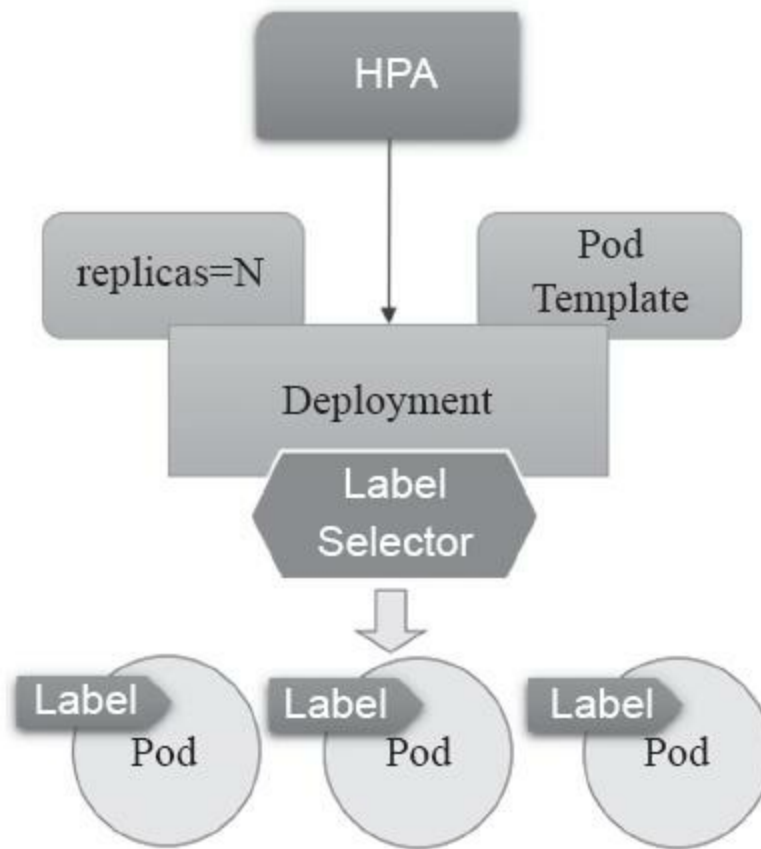 HPA
replicas=N
Pod
Template
Deployment
Label
Selector
Label
Pod
Label
Pod
Label
Pod